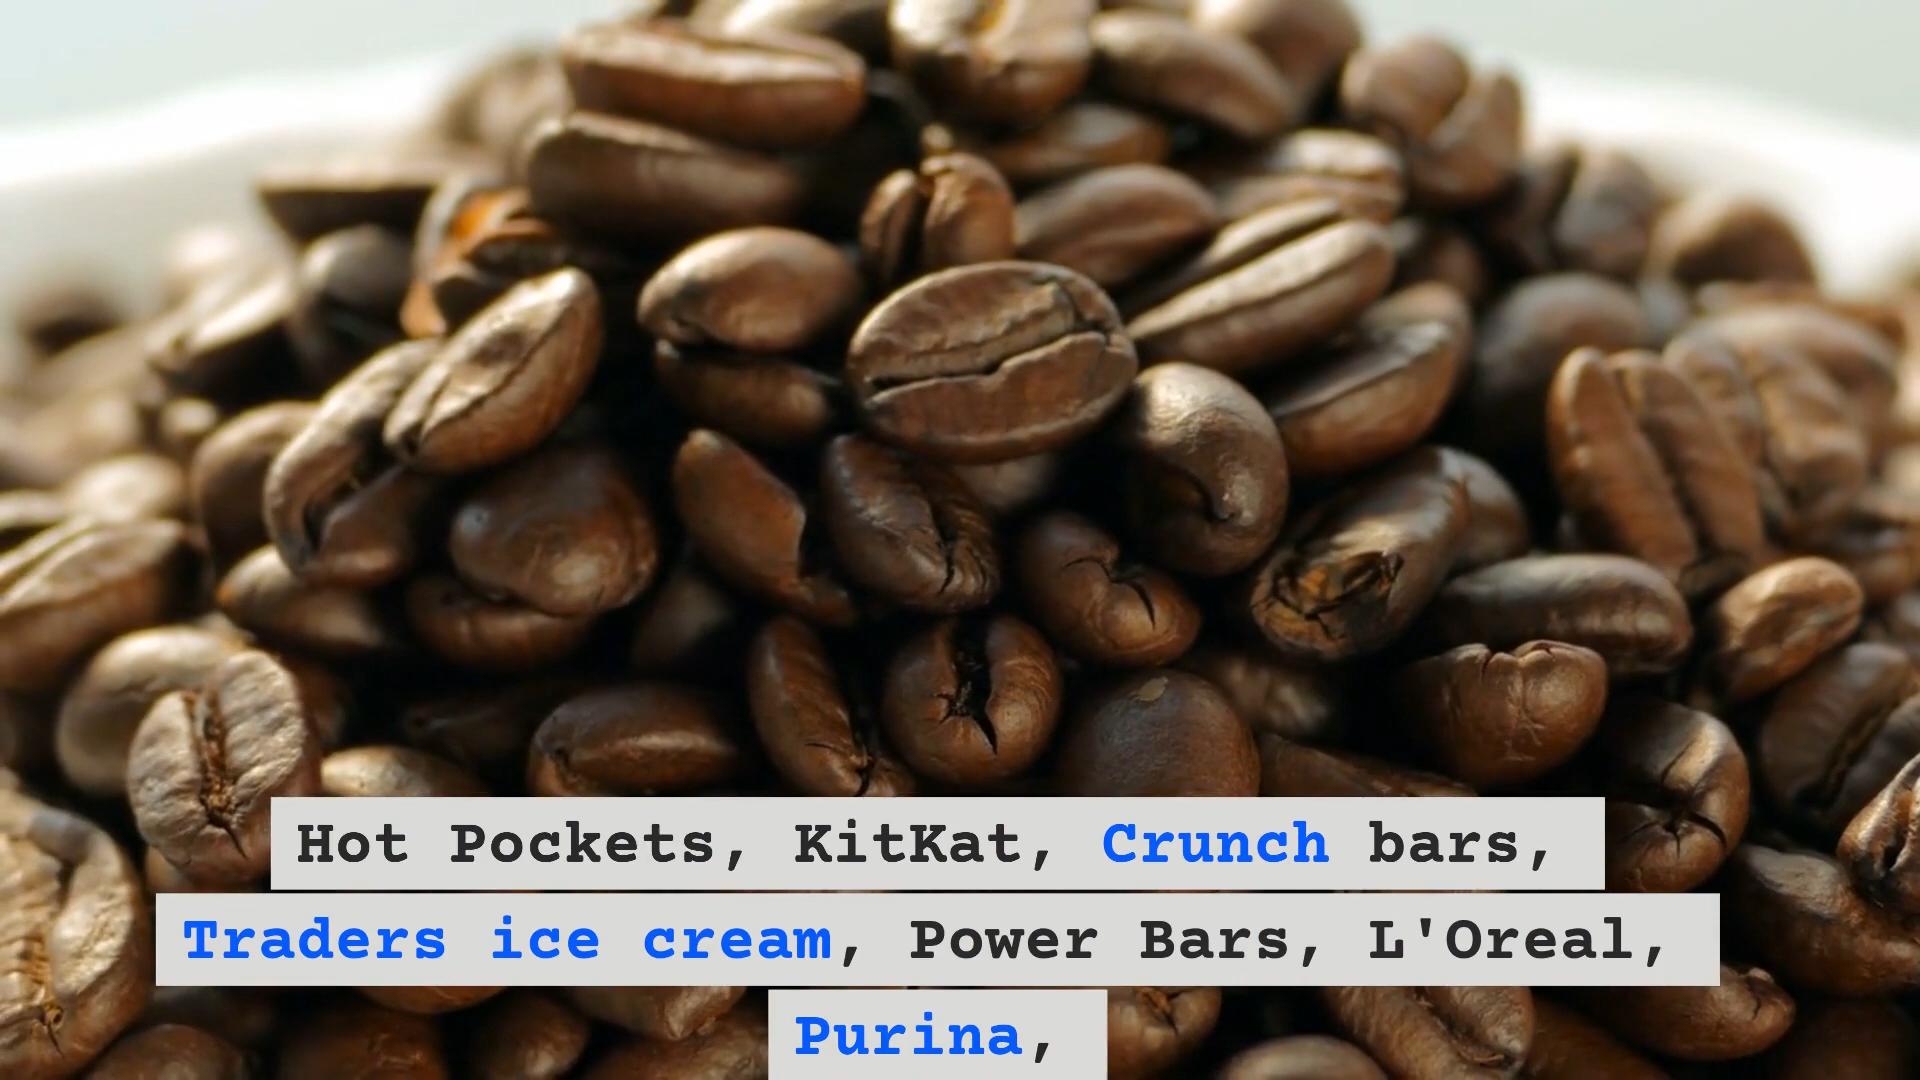 Hot Pockets, KitKat, Crunch bars,
Traders ice cream, Power Bars, L'Oreal,
Purina,